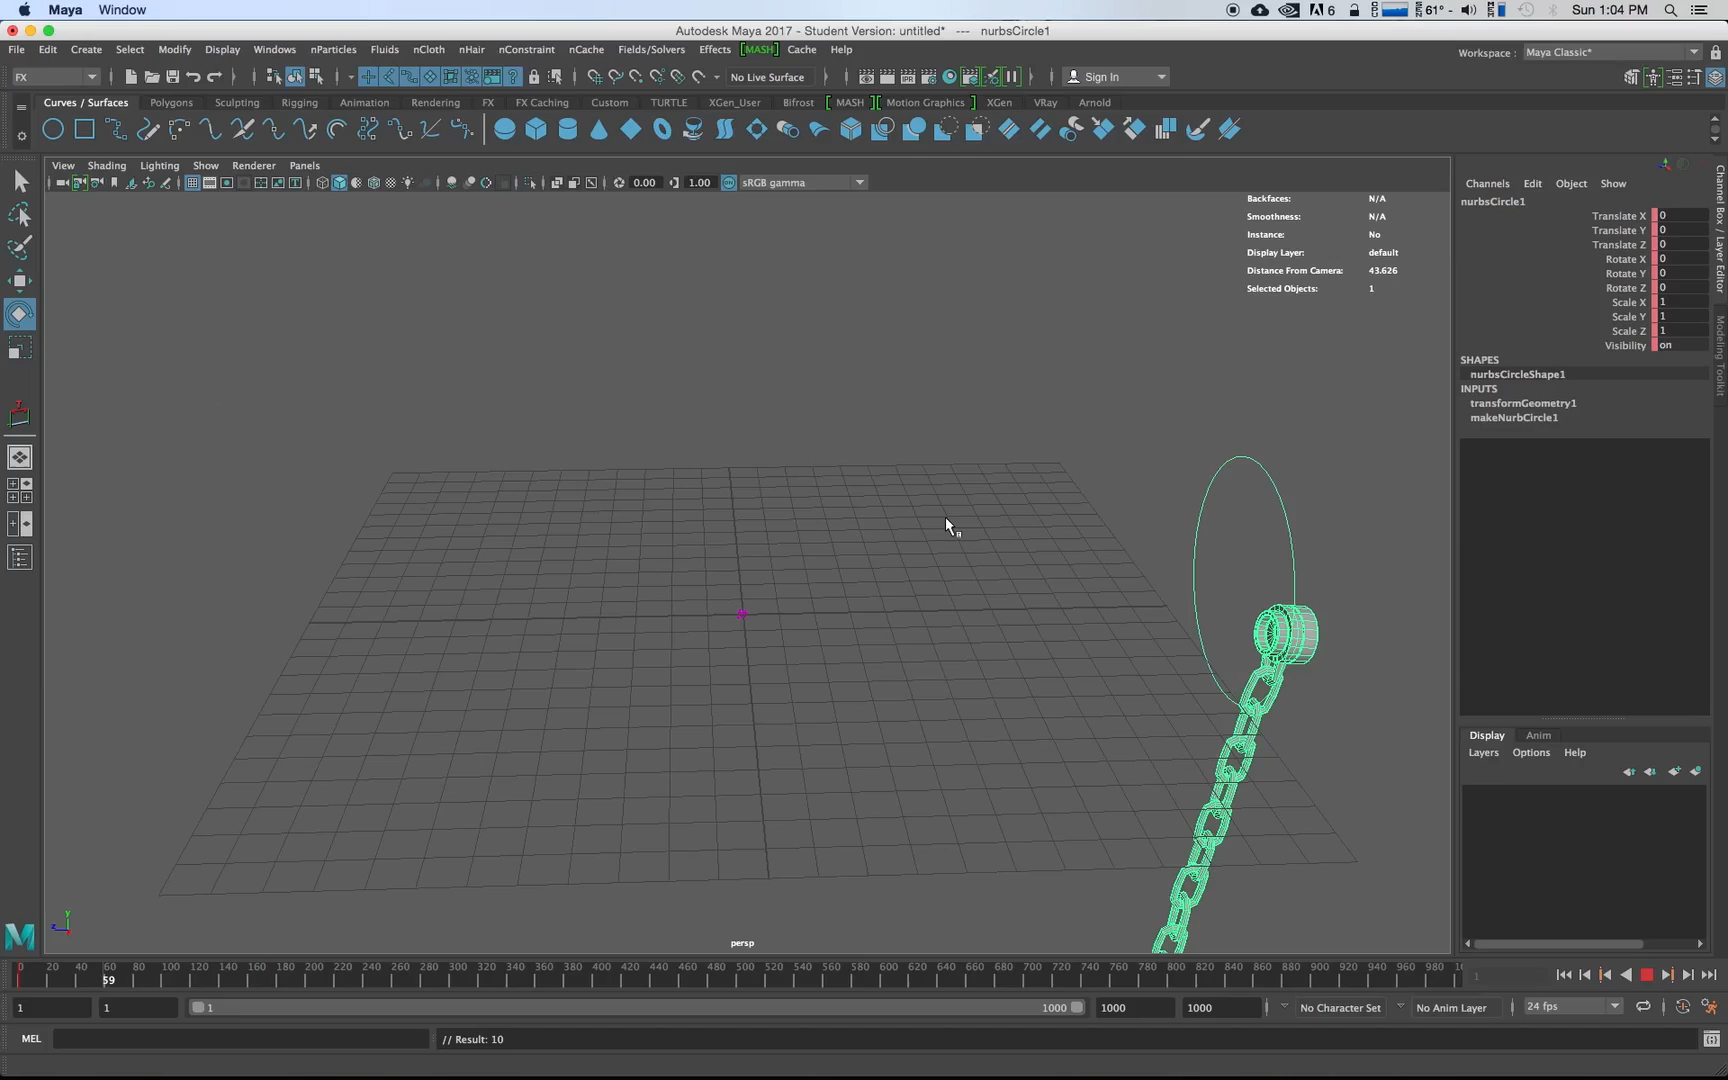 Maya Window 6 61° Sun 1:04 PM
Autodesk Maya 2017 - Student Version: untitled* --- nurbsCircle1
File Edit Create Select Modify Display Windows nParticles Fluids nCloth nHair nConstraint nCache Fields/Solvers Effects [MASH] Cache Help Workspace : Maya Classic*
FX No Live Surface Sign In
Curves / Surfaces Polygons Sculpting Rigging Animation Rendering FX FX Caching Custom TURTLE XGen_User Bifrost [ MASH ] [ Motion Graphics ] XGen VRay Arnold
View Shading Lighting Show Renderer Panels
0.00 1.00 sRGB gamma
Backfaces: N/A
Smoothness: N/A
Instance: No
Display Layer: default
Distance From Camera: 43.626
Selected Objects: 1
persp
y
z
Channels Edit Object Show
nurbsCircle1
Translate X 0
Translate Y 0
Translate Z 0
Rotate X 0
Rotate Y 0
Rotate Z 0
Scale X 1
Scale Y 1
Scale Z 1
Visibility on
SHAPES
nurbsCircleShape1
INPUTS
transformGeometry1
makeNurbCircle1
Channel Box / Layer Editor
Modeling Toolkit
Display Anim
Layers Options Help
0 20 40 60 80 100 120 140 160 180 200 220 240 260 280 300 320 340 360 380 400 420 440 460 480 500 520 540 560 580 600 620 640 660 680 700 720 740 760 780 800 820 840 860 880 900 920 940 960 980
59
1
1 1 1 1000 1000 1000 No Character Set No Anim Layer 24 fps
MEL // Result: 10